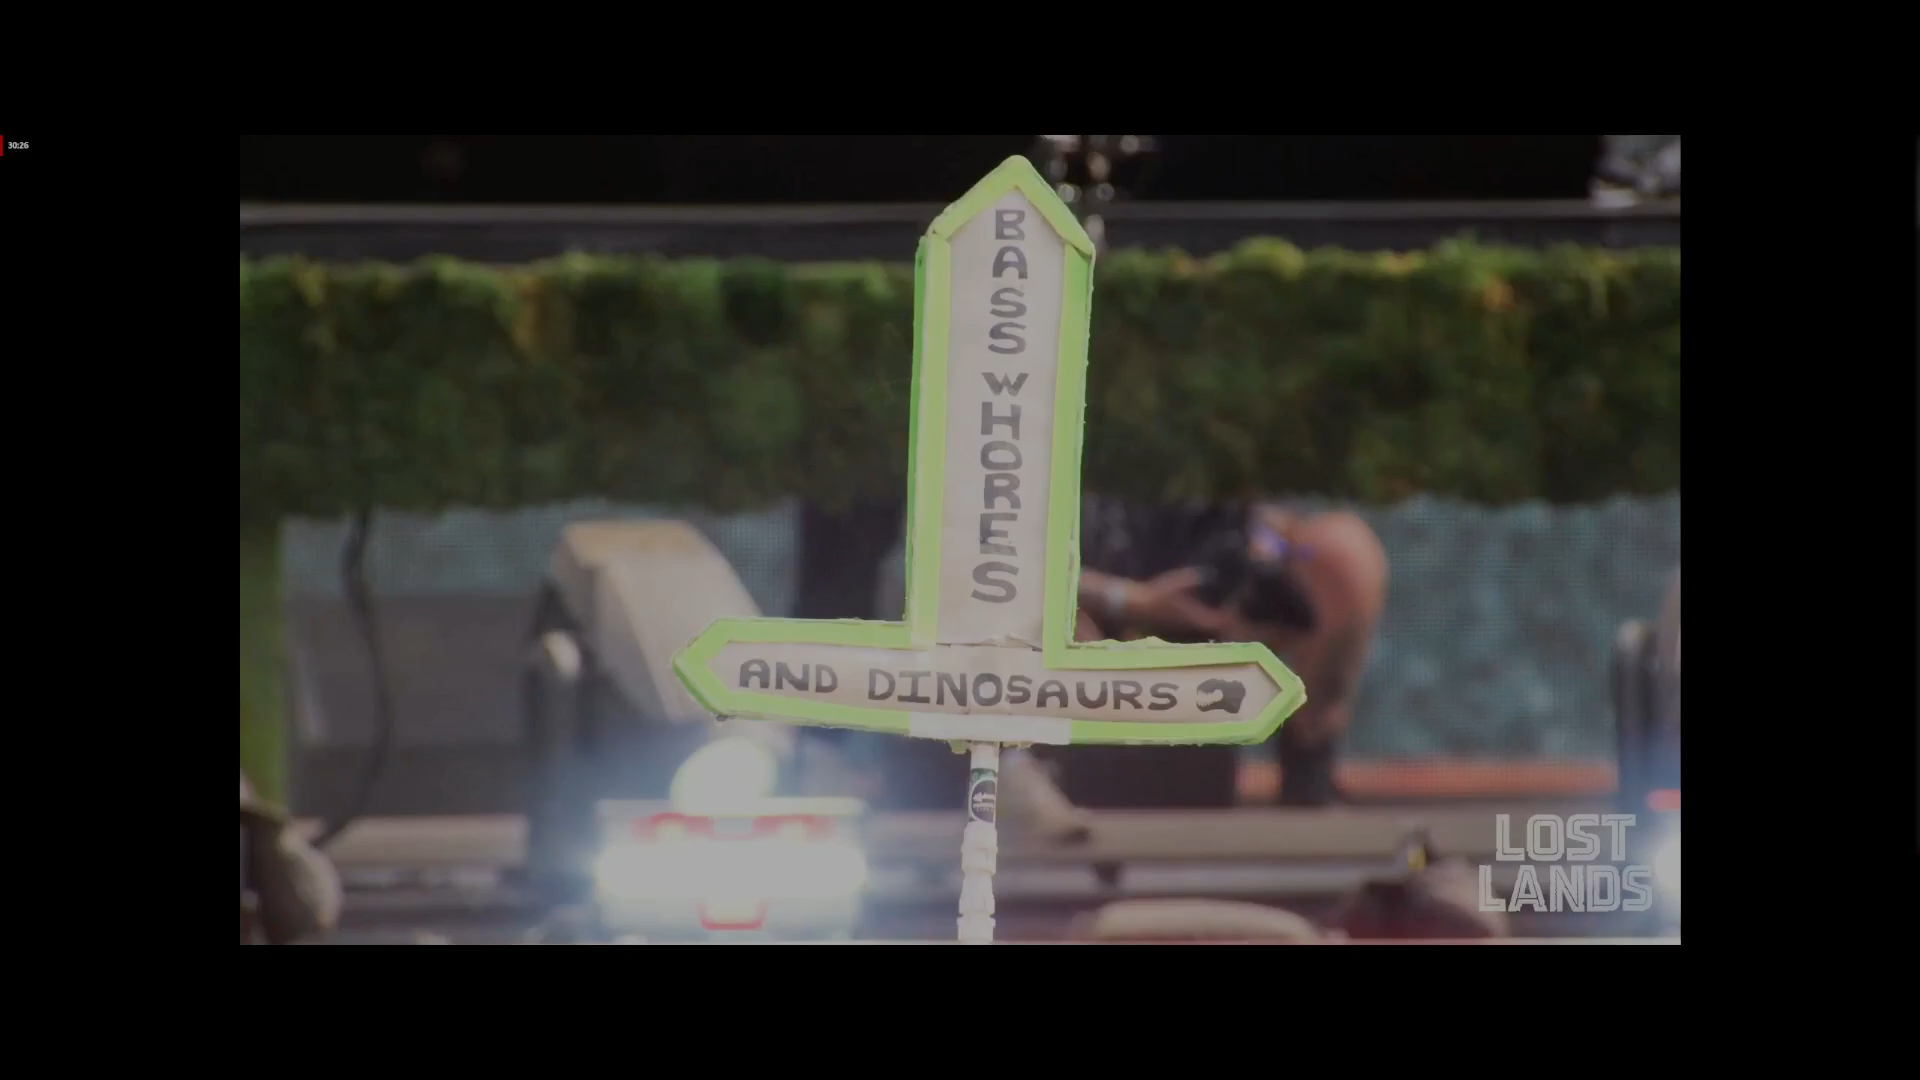 30:26
BASS WHORES
AND DINOSAURS
LOST
LANDS